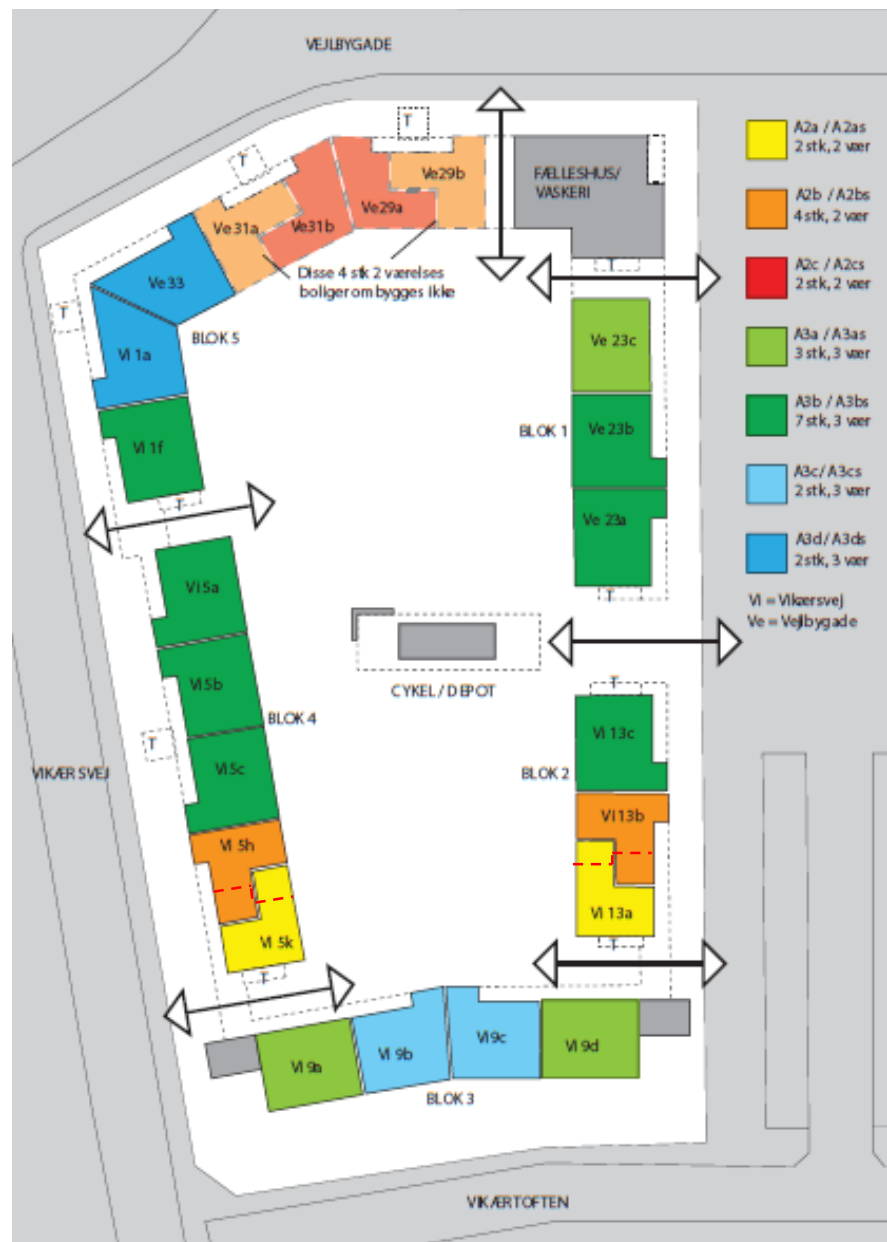 VEJLBYGADE
T
T
Ve29b
FÆLLESHUS/
VASKERI
Ve29a
Ve31a
Ve31b
Disse 4 stk 2 værelses
boliger ombygges ikke
T
Ve 33
T
BLOK 5
VI 1a
Ve 23c
VI 1f
BLOK 1
Ve 23b
T
Ve 23a
VI 5a
T
VI 5b
CYKEL / DEPOT
T
BLOK 4
T
VI 5c
VI 13c
VIKÆRSVEJ
BLOK 2
VI 5h
VI 13b
VI 5k
VI 13a
T
T
VI 9a
VI 9b
VI 9c
VI 9d
BLOK 3
VIKÆRTOFTEN
A2a / A2as
2 stk, 2 vær
A2b / A2bs
4 stk, 2 vær
A2c / A2cs
2 stk, 2 vær
A3a / A3as
3 stk, 3 vær
A3b / A3bs
7 stk, 3 vær
A3c/ A3cs
2 stk, 3 vær
A3d/ A3ds
2 stk, 3 vær
VI = Vikærsvej
Ve = Vejlbygade